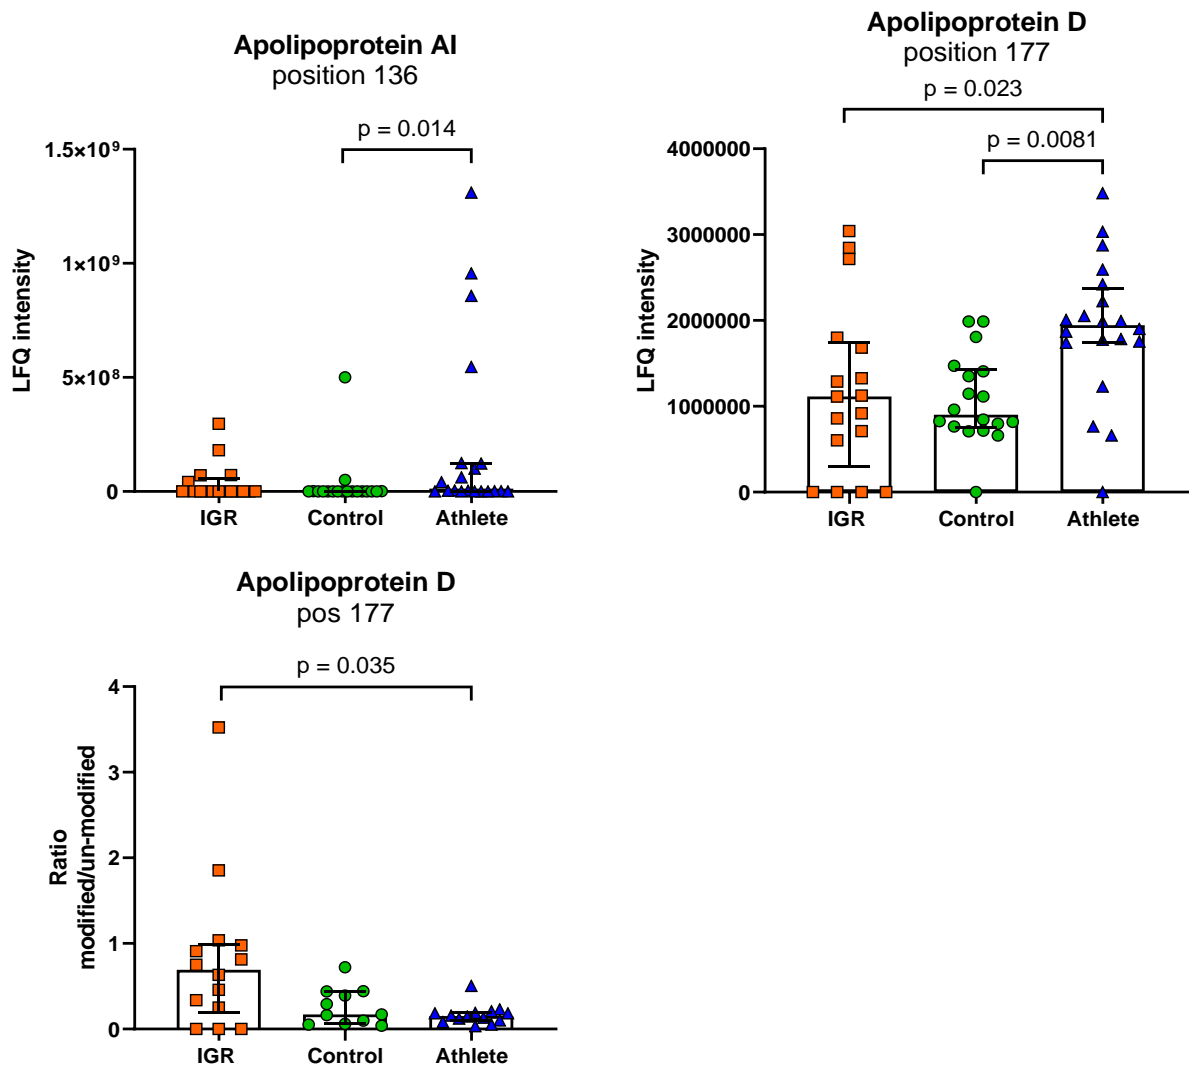 Apolipoprotein AI
position 136
p = 0.014
1.5×10⁹
1×10⁹
5×10⁸
0
LFQ intensity
IGR Control Athlete
Apolipoprotein D
position 177
p = 0.023
p = 0.0081
4000000
3000000
2000000
1000000
0
LFQ intensity
IGR Control Athlete
Apolipoprotein D
pos 177
p = 0.035
4
3
2
1
0
Ratio
modified/un-modified
IGR Control Athlete